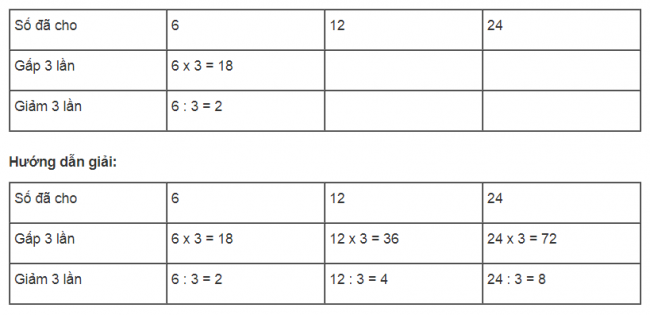 Số đã cho 6 12 24
Gấp 3 lần 6 x 3 = 18
Giảm 3 lần 6 : 3 = 2
Hướng dẫn giải:
Số đã cho 6 12 24
Gấp 3 lần 6 x 3 = 18 12 x 3 = 36 24 x 3 = 72
Giảm 3 lần 6 : 3 = 2 12 : 3 = 4 24 : 3 = 8